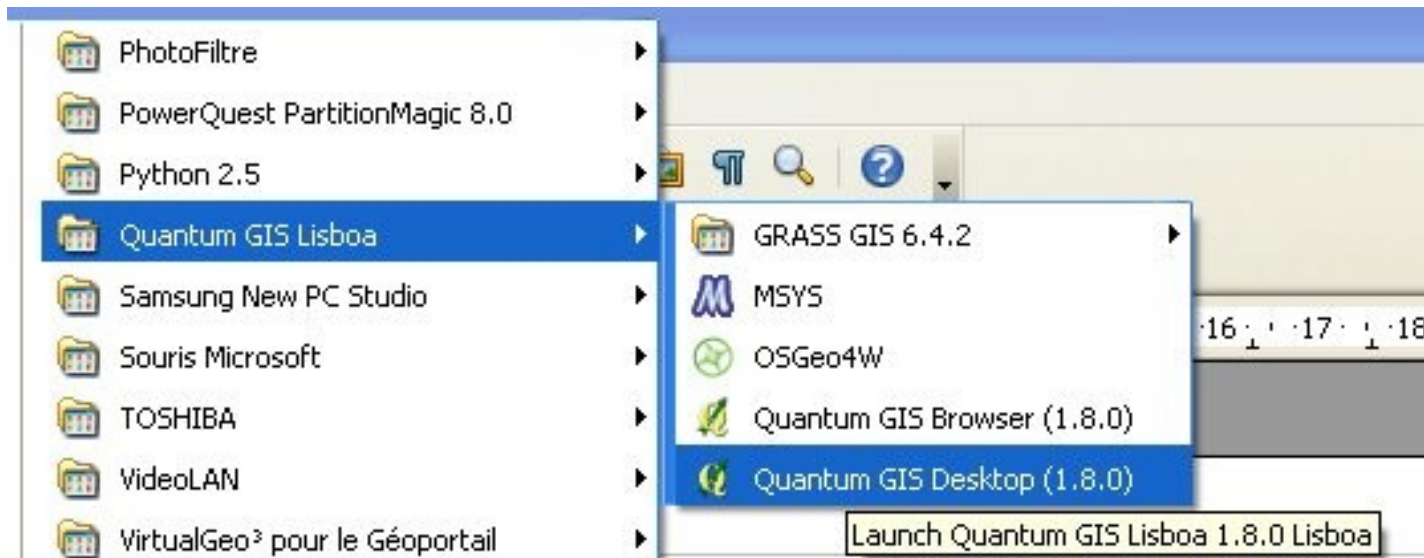 PhotoFiltre
PowerQuest PartitionMagic 8.0
Python 2.5
Quantum GIS Lisboa
Samsung New PC Studio
Souris Microsoft
TOSHIBA
VideoLAN
VirtualGeo³ pour le Géoportail
GRASS GIS 6.4.2
MSYS
OSGeo4W
Quantum GIS Browser (1.8.0)
Quantum GIS Desktop (1.8.0)
Launch Quantum GIS Lisboa 1.8.0 Lisboa
16 17 18